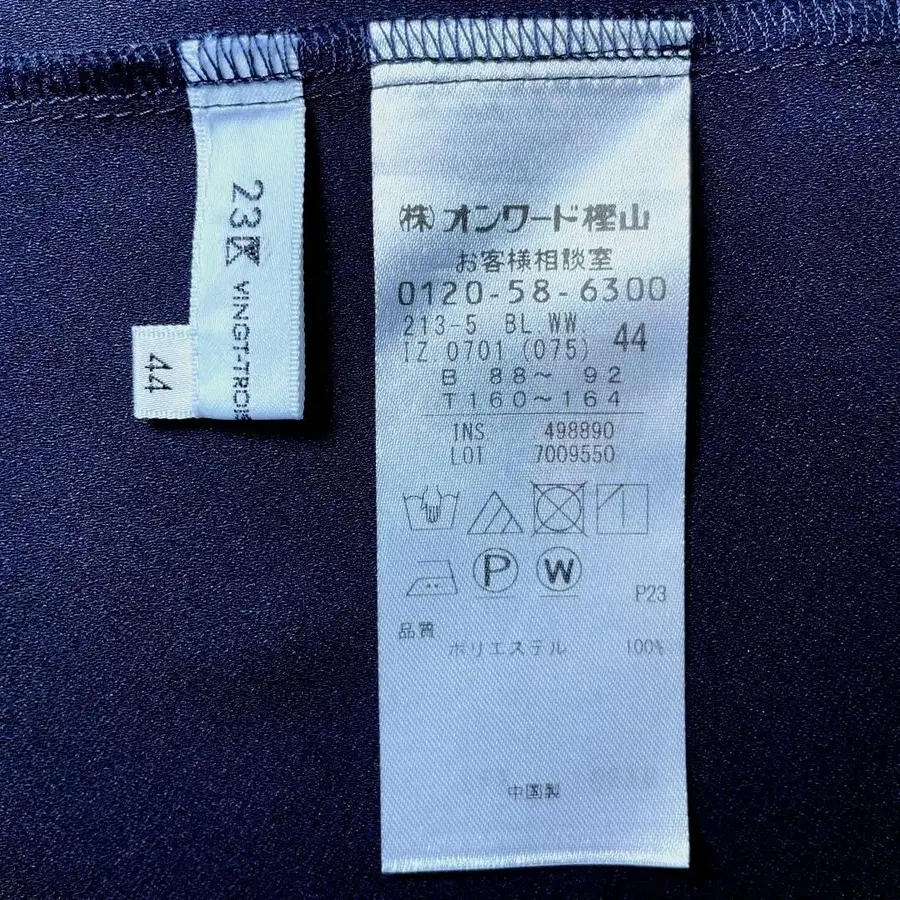 23区
VINGT-TROIS
44
(株)オンワード樫山
お客様相談室
0120-58-6300
213-5 BL.WW. 44
IZ.0701(075)
B 88～ 92
T160～164
INS 498890
LOT 7009550
P
W
P23
品質
ポリエステル 100%
中国製